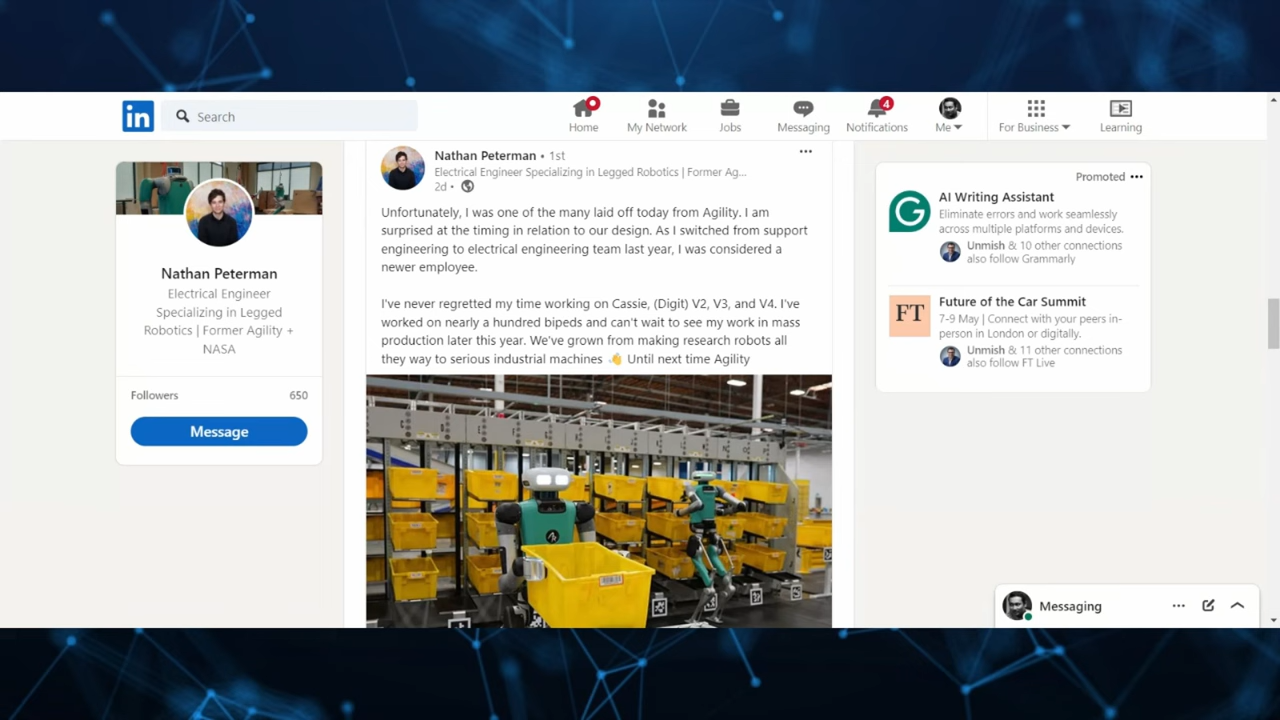 in
Search
Home
My Network
Jobs
Messaging
4
Notifications
Me
For Business
Learning
Nathan Peterman
Electrical Engineer
Specializing in Legged
Robotics | Former Agility +
NASA
Followers 650
Message
Nathan Peterman • 1st
Electrical Engineer Specializing in Legged Robotics | Former Ag...
2d •
Unfortunately, I was one of the many laid off today from Agility. I am
surprised at the timing in relation to our design. As I switched from support
engineering to electrical engineering team last year, I was considered a
newer employee.
I've never regretted my time working on Cassie, (Digit) V2, V3, and V4. I've
worked on nearly a hundred bipeds and can't wait to see my work in mass
production later this year. We've grown from making research robots all
they way to serious industrial machines 👋 Until next time Agility
Promoted
AI Writing Assistant
Eliminate errors and work seamlessly
across multiple platforms and devices.
Unmish & 10 other connections
also follow Grammarly
FT
Future of the Car Summit
7-9 May | Connect with your peers in-
person in London or digitally.
Unmish & 11 other connections
also follow FT Live
Messaging